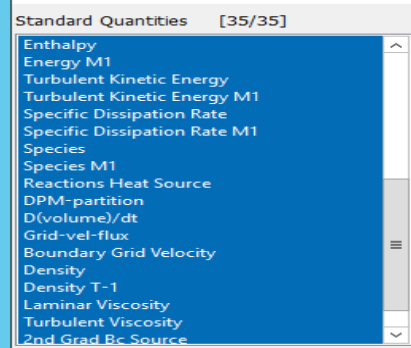 Standard Quantities [35/35]
Enthalpy
Energy M1
Turbulent Kinetic Energy
Turbulent Kinetic Energy M1
Specific Dissipation Rate
Specific Dissipation Rate M1
Species
Species M1
Reactions Heat Source
DPM-partition
D(volume)/dt
Grid-vel-flux
Boundary Grid Velocity
Density
Density T-1
Laminar Viscosity
Turbulent Viscosity
2nd Grad Bc Source